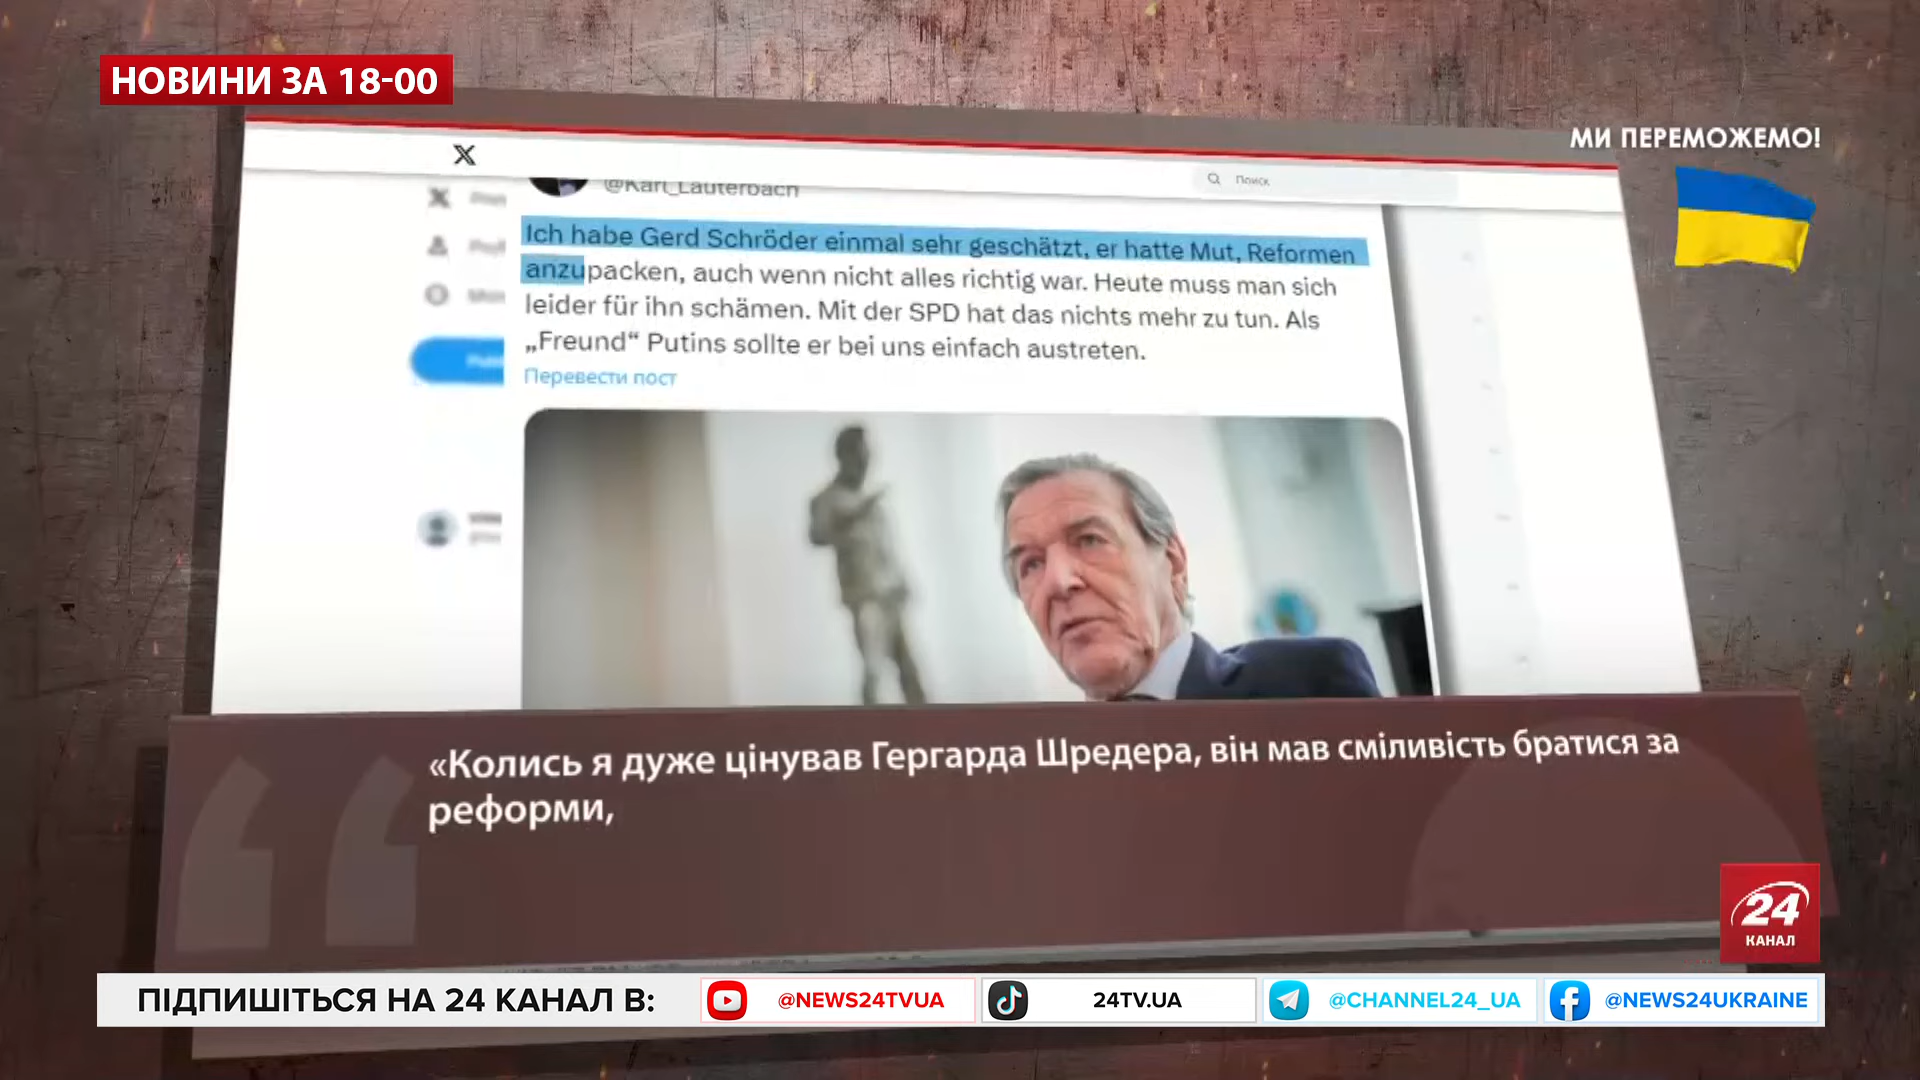 НОВИНИ ЗА 18-00
МИ ПЕРЕМОЖЕМО!
@Karl_Lauterbach
Поиск
Ich habe Gerd Schröder einmal sehr geschätzt, er hatte Mut, Reformen
anzupacken, auch wenn nicht alles richtig war. Heute muss man sich
leider für ihn schämen. Mit der SPD hat das nichts mehr zu tun. Als
„Freund“ Putins sollte er bei uns einfach austreten.
Перевести пост
«Колись я дуже цінував Гергарда Шредера, він мав сміливість братися за
реформи,
24
КАНАЛ
ПІДПИШІТЬСЯ НА 24 КАНАЛ В:
@NEWS24TVUA
24TV.UA
@CHANNEL24_UA
@NEWS24UKRAINE